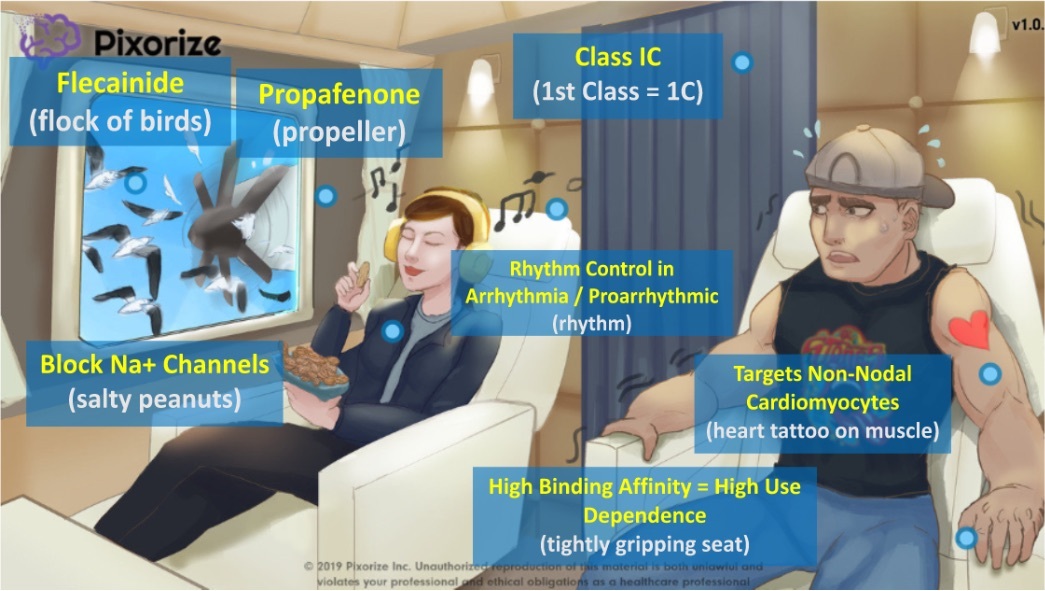 Pixorize
v1.0.
Flecainide
(flock of birds)
Propafenone
(propeller)
Class IC
(1st Class = 1C)
Rhythm Control in
Arrhythmia / Proarrhythmic
(rhythm)
Block Na+ Channels
(salty peanuts)
Targets Non-Nodal
Cardiomyocytes
(heart tattoo on muscle)
High Binding Affinity = High Use
Dependence
(tightly gripping seat)
© 2019 Pixorize Inc. Unauthorized reproduction of this material is both unlawful and
violates your professional and ethical obligations as a healthcare professional